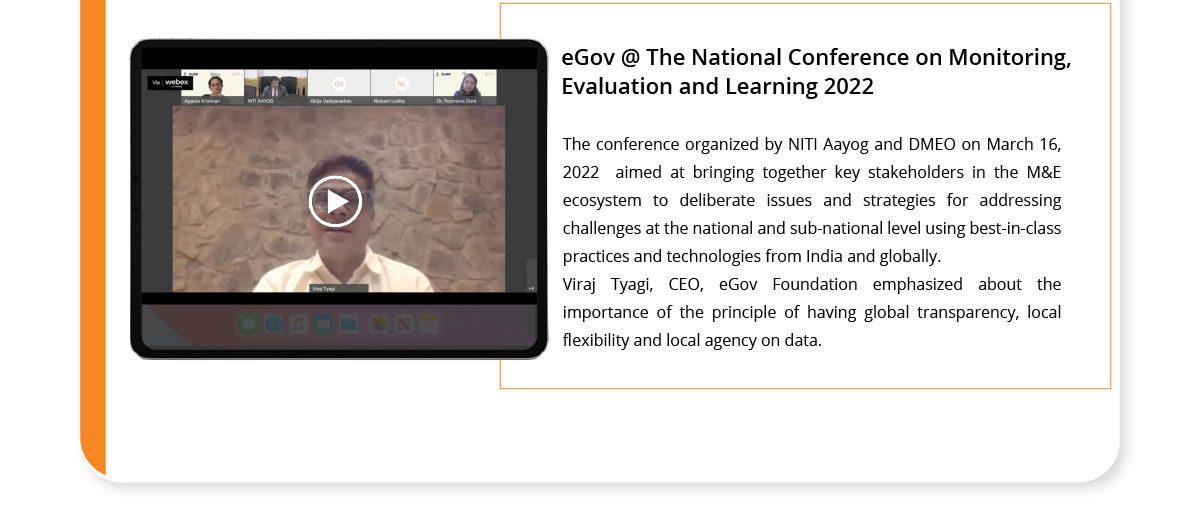 eGov @ The National Conference on Monitoring,
Evaluation and Learning 2022
The conference organized by NITI Aayog and DMEO on March 16,
2022 aimed at bringing together key stakeholders in the M&E
ecosystem to deliberate issues and strategies for addressing
challenges at the national and sub-national level using best-in-class
practices and technologies from India and globally.
Viraj Tyagi, CEO, eGov Foundation emphasized about the
importance of the principle of having global transparency, local
flexibility and local agency on data.
Via webex
GV
NL
Aparna Krishnan
NITI AAYOG
Girija Vaidyanathan
Nishant Lodha
Dr. Poornima Dore
Viraj Tyagi